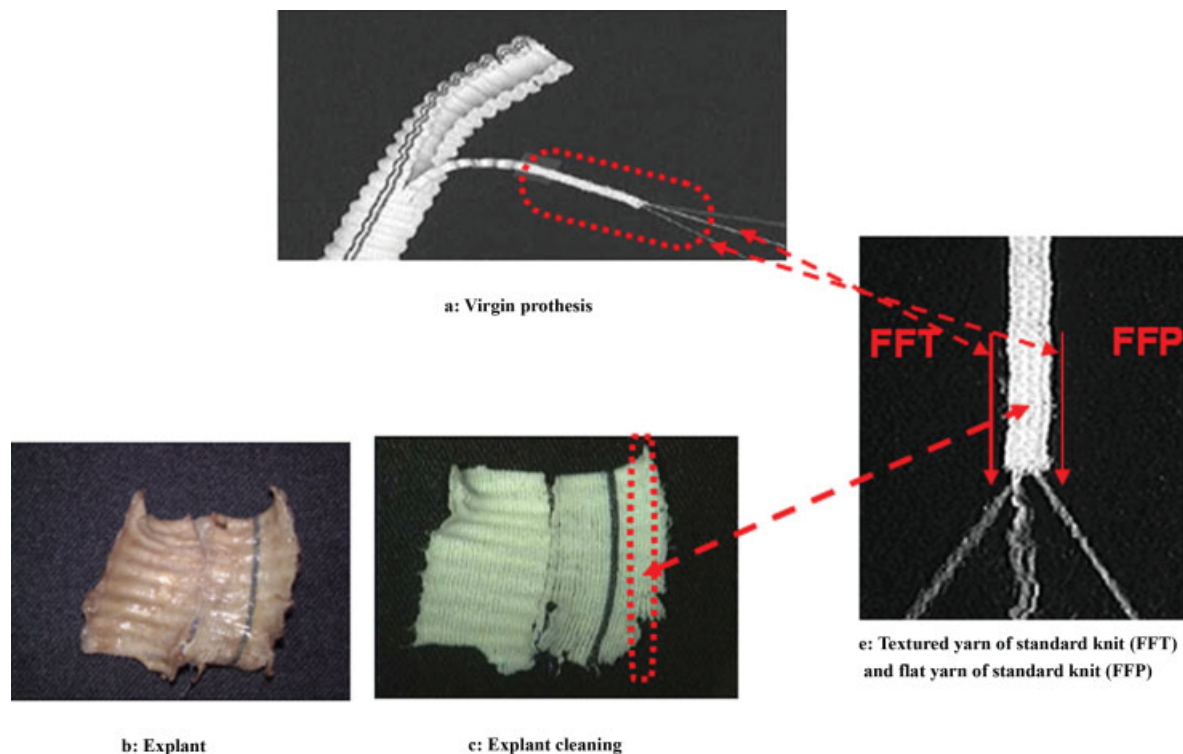 a: Virgin prothesis
FFT
FFP
e: Textured yarn of standard knit (FFT)
and flat yarn of standard knit (FFP)
b: Explant
c: Explant cleaning